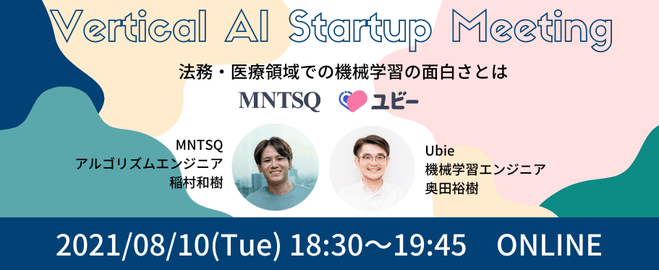 Vertical AI Startup Meeting
法務・医療領域での機械学習の面白さとは
MNTSQ ユビー
MNTSQ
アルゴリズムエンジニア
稲村和樹
Ubie
機械学習エンジニア
奥田裕樹
2021/08/10(Tue) 18:30〜19:45 ONLINE